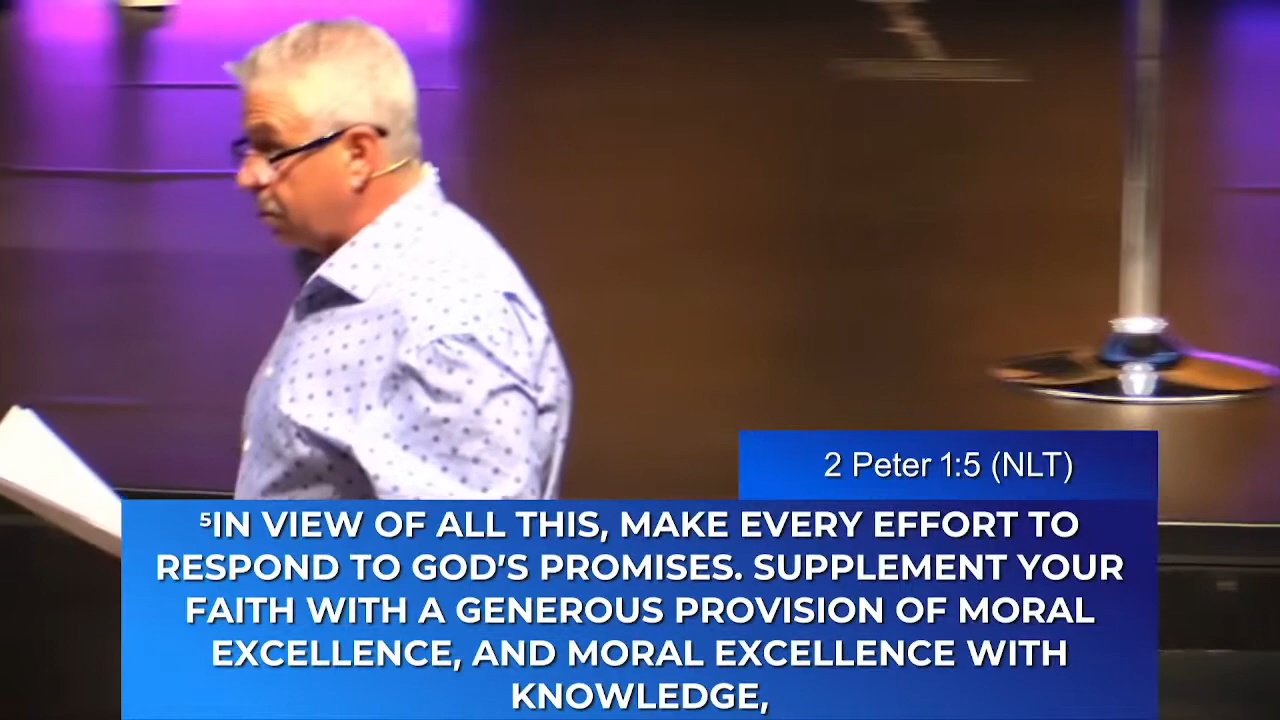 2 Peter 1:5 (NLT)
⁵IN VIEW OF ALL THIS, MAKE EVERY EFFORT TO
RESPOND TO GOD'S PROMISES. SUPPLEMENT YOUR
FAITH WITH A GENEROUS PROVISION OF MORAL
EXCELLENCE, AND MORAL EXCELLENCE WITH
KNOWLEDGE,